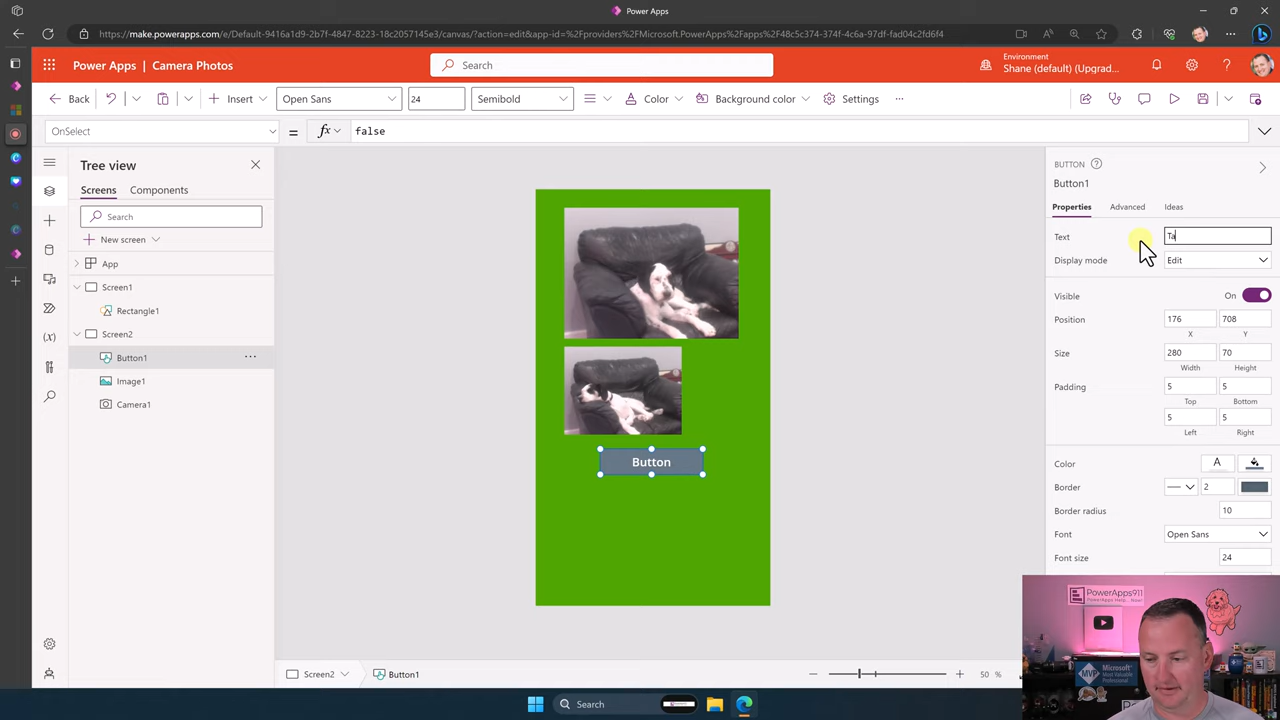 Power Apps
https://make.powerapps.com/e/Default-9416a1d9-2b7f-4847-8223-18c2057145e3/canvas/?action=edit&app-id=%2Fproviders%2FMicrosoft.PowerApps%2Fapps%2F48c5c374-374f-4c6a-97df-fad04c2fd6f4
Power Apps | Camera Photos
Search
Environment
Shane (default) (Upgrad...
Back
Insert
Open Sans
24
Semibold
Color
Background color
Settings
OnSelect
=
fx
false
Tree view
Screens
Components
Search
New screen
App
Screen1
Rectangle1
Screen2
Button1
Image1
Camera1
Button
BUTTON
Button1
Properties
Advanced
Ideas
Text
Ta
Display mode
Edit
Visible
On
Position
176
708
X
Y
Size
280
70
Width
Height
Padding
5
5
Top
Bottom
5
5
Left
Right
Color
A
Border
2
Border radius
10
Font
Open Sans
Font size
24
PowerApps911
Microsoft
Most Valuable
Professional
Screen2
Button1
50 %
Search